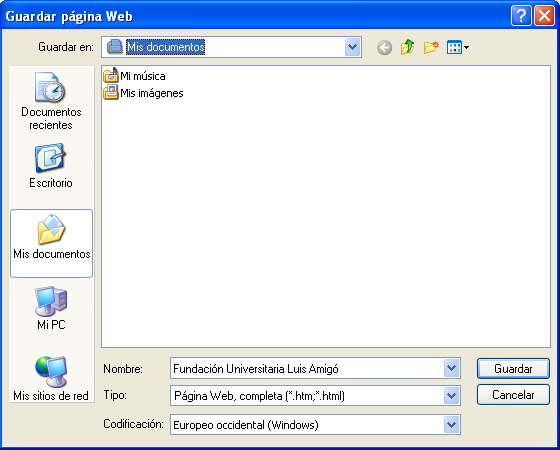 Guardar página Web
Guardar en:
Mis documentos
Mi música
Mis imágenes
Documentos
recientes
Escritorio
Mis documentos
Mi PC
Mis sitios de red
Nombre:
Fundación Universitaria Luis Amigó
Guardar
Tipo:
Página Web, completa (*.htm;*.html)
Cancelar
Codificación:
Europeo occidental (Windows)